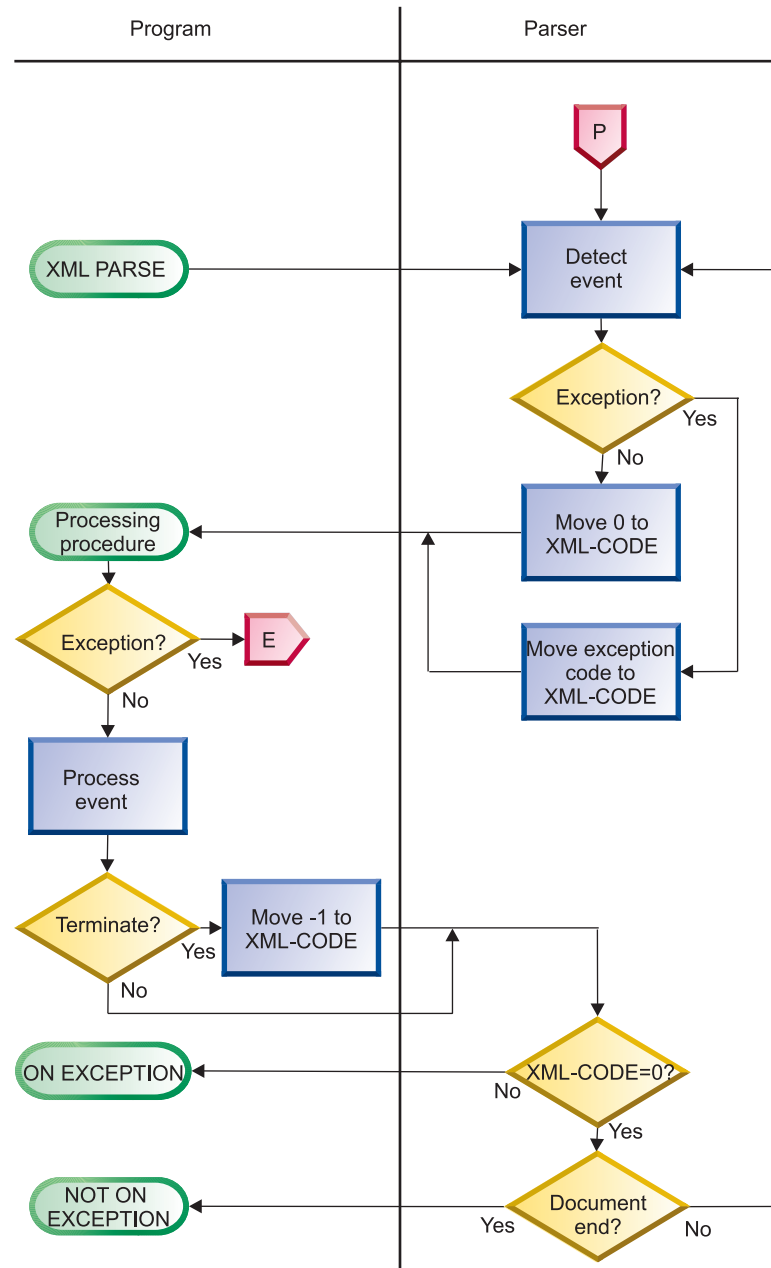 Program
Parser
P
XML PARSE
Detect
event
Exception?
Yes
No
Processing
procedure
Move 0 to
XML-CODE
Exception?
Yes
E
No
Move exception
code to
XML-CODE
Process
event
Terminate?
Yes
Move -1 to
XML-CODE
No
ON EXCEPTION
No
XML-CODE=0?
Yes
NOT ON
EXCEPTION
Yes
Document
end?
No